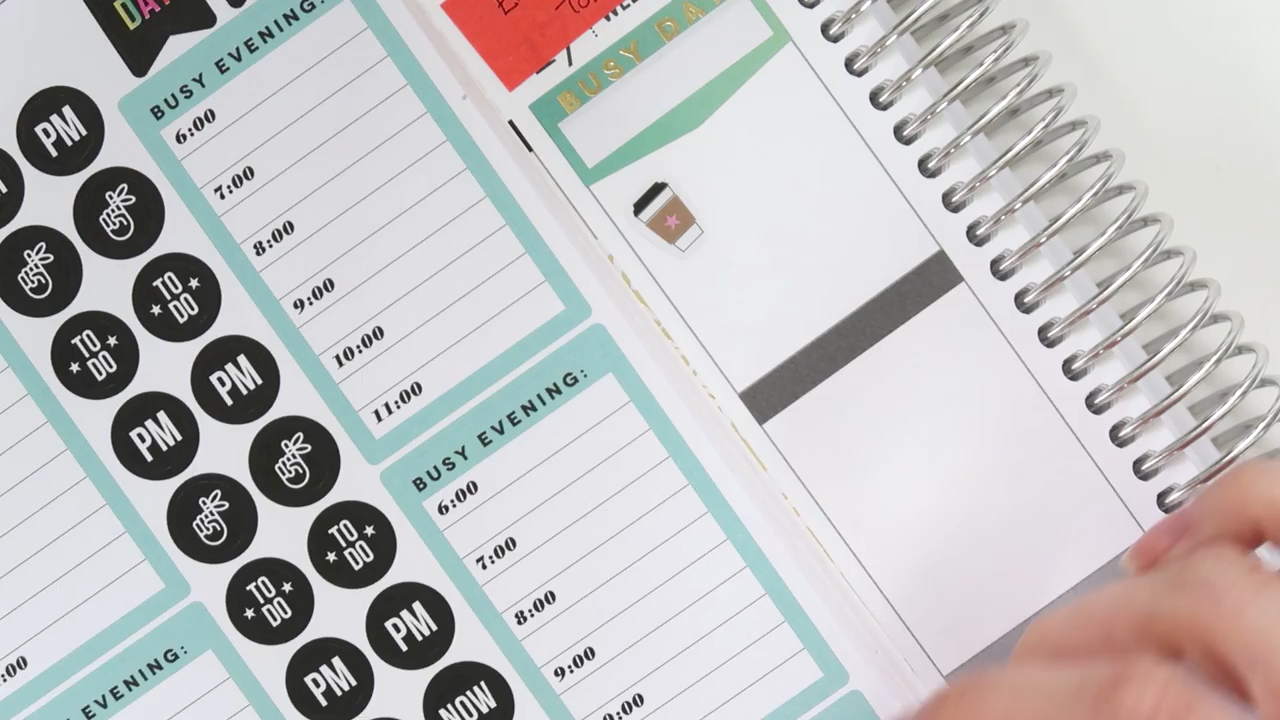 BUSY EVENING:
6:00
7:00
8:00
9:00
10:00
11:00
BUSY EVENING:
6:00
7:00
8:00
9:00
EVENING:
:00
PM
TO DO
TO DO
PM
PM
TO DO
TO DO
PM
PM
NOW
BUSY DA